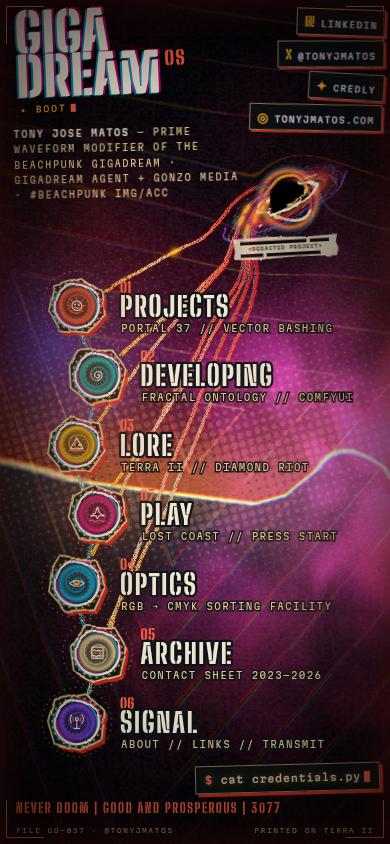 GIGA
DREAM OS
▸ BOOT
LINKEDIN
X @TONYJMATOS
CREDLY
TONYJMATOS.COM
TONY JOSE MATOS — PRIME
WAVEFORM MODIFIER OF THE
BEACHPUNK GIGADREAM ·
GIGADREAM AGENT + GONZO MEDIA
· #BEACHPUNK IMG/ACC
<REDACTED PROJECT>
01
PROJECTS
PORTAL 37 // VECTOR BASHING
02
DEVELOPING
FRACTAL ONTOLOGY // COMFYUI
03
LORE
TERRA II // DIAMOND RIOT
07
PLAY
LOST COAST // PRESS START
04
OPTICS
RGB → CMYK SORTING FACILITY
05
ARCHIVE
CONTACT SHEET 2023–2026
06
SIGNAL
ABOUT // LINKS // TRANSMIT
$ cat credentials.py
NEVER DOOM | GOOD AND PROSPEROUS | 3077
FILE GD-037 · @TONYJMATOS
PRINTED ON TERRA II